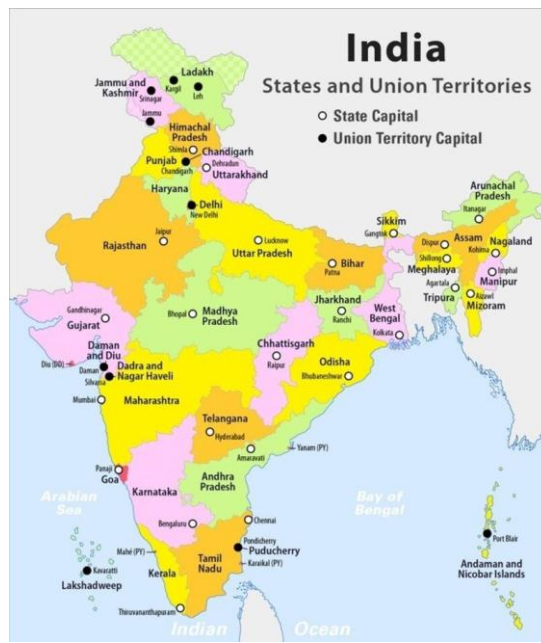 India
States and Union Territories
State Capital
Union Territory Capital
Ladakh
Kargil
Leh
Jammu and
Kashmir
Srinagar
Jammu
Himachal
Pradesh
Shimla
Punjab
Chandigarh
Chandigarh
Dehradun
Uttarakhand
Haryana
Delhi
New Delhi
Arunachal
Pradesh
Itanagar
Sikkim
Gangtok
Assam
Dispur
Nagaland
Kohima
Shillong
Meghalaya
Imphal
Manipur
Agartala
Tripura
Aizawl
Mizoram
Jaipur
Rajasthan
Lucknow
Uttar Pradesh
Bihar
Patna
Jharkhand
Ranchi
West
Bengal
Kolkata
Gandhinagar
Gujarat
Bhopal
Madhya
Pradesh
Chhattisgarh
Raipur
Odisha
Bhubaneshwar
Daman
and Diu
Diu (DD)
Daman
Silvassa
Dadra and
Nagar Haveli
Mumbai
Maharashtra
Telangana
Hyderabad
Amaravati
Yanam (PY)
Andhra
Pradesh
Panaji
Goa
Karnataka
Bengaluru
Arabian
Sea
Bay of
Bengal
Chennai
Pondicherry
Puducherry
Karaikal (PY)
Tamil
Nadu
Mahé (PY)
Kerala
Kavaratti
Lakshadweep
Thiruvananthapuram
Port Blair
Andaman and
Nicobar Islands
Indian Ocean